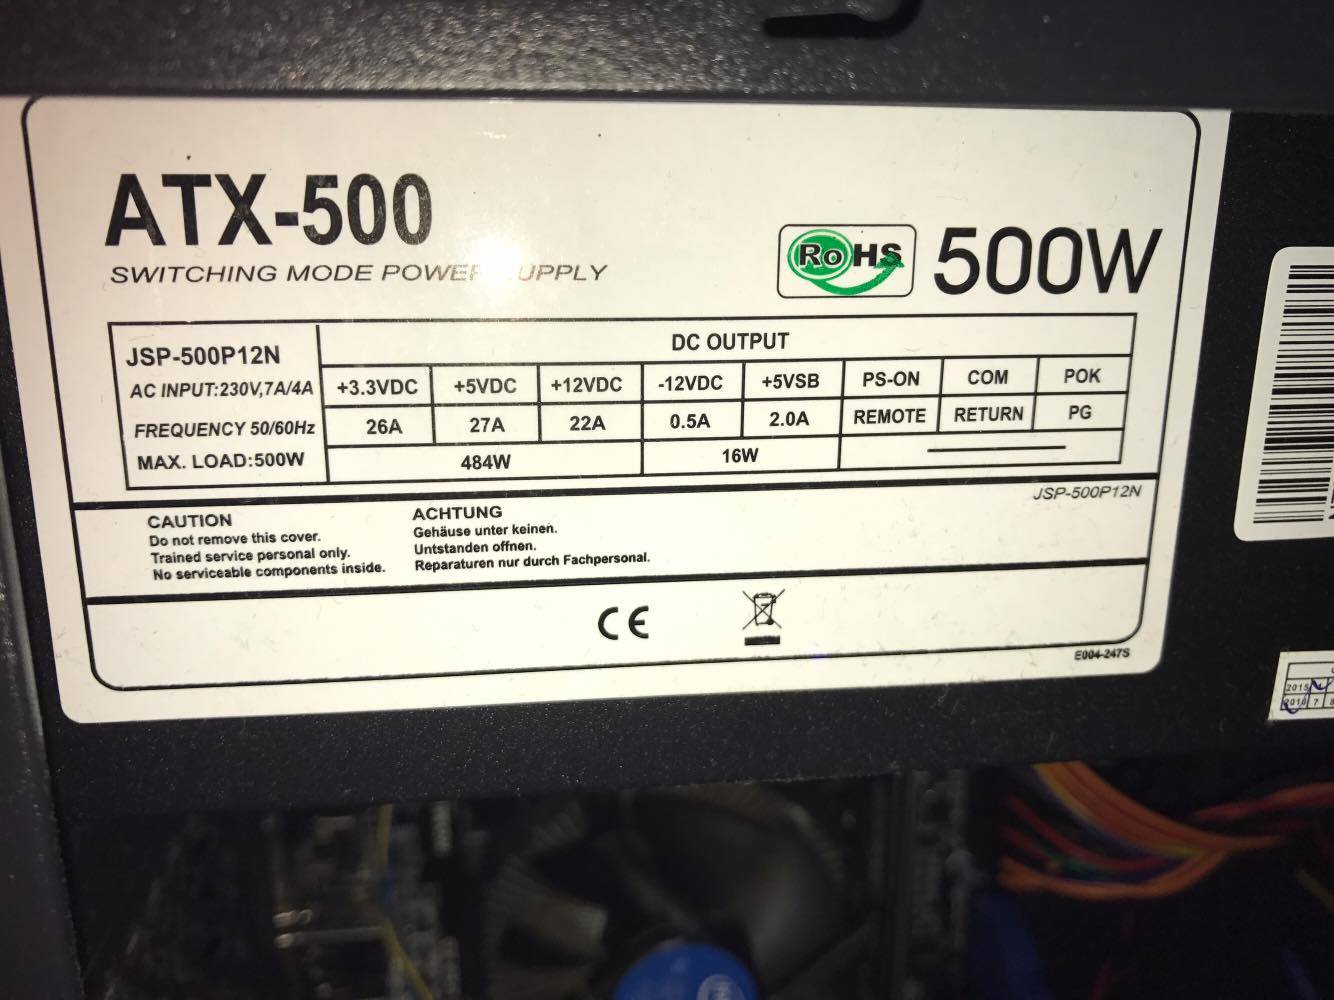 ATX-500
SWITCHING MODE POWER SUPPLY
RoHS 500W
JSP-500P12N DC OUTPUT
AC INPUT:230V,7A/4A +3.3VDC +5VDC +12VDC -12VDC +5VSB PS-ON COM POK
FREQUENCY 50/60Hz 26A 27A 22A 0.5A 2.0A REMOTE RETURN PG
MAX. LOAD:500W 484W 16W
JSP-500P12N
CAUTION
Do not remove this cover.
Trained service personal only.
No serviceable components inside.
ACHTUNG
Gehäuse unter keinen.
Untstanden offnen.
Reparaturen nur durch Fachpersonal.
CE
E004-247S
2015
7 8